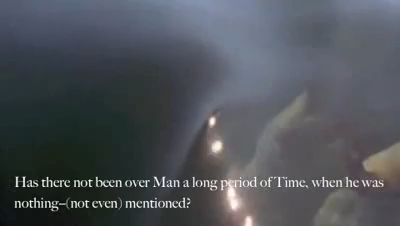 Has there not been over Man a long period of Time, when he was
nothing--(not even) mentioned?